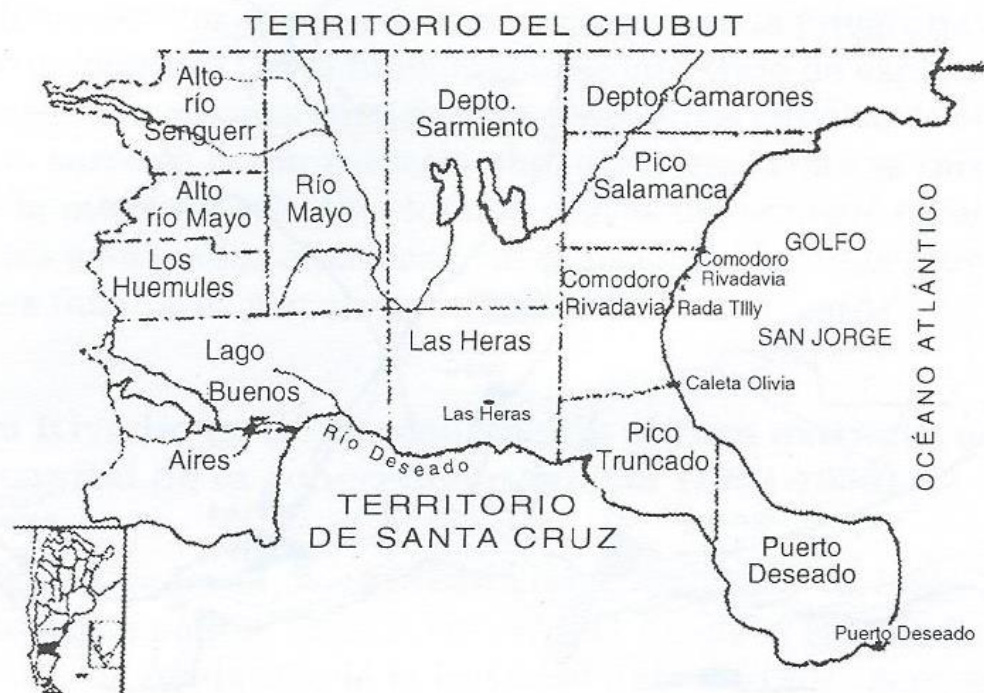 TERRITORIO DEL CHUBUT
Alto
río
Senguerr
Depto.
Sarmiento
Depto. Camarones
Pico
Salamanca
Alto
río Mayo
Río
Mayo
Los
Huemules
GOLFO
Comodoro
Rivadavia
Comodoro
Rivadavia
Rada TIlly
SAN JORGE
OCÉANO ATLÁNTICO
Lago
Buenos
Aires
Las Heras
Las Heras
Caleta Olivia
Río Deseado
Pico
Truncado
TERRITORIO
DE SANTA CRUZ
Puerto
Deseado
Puerto Deseado